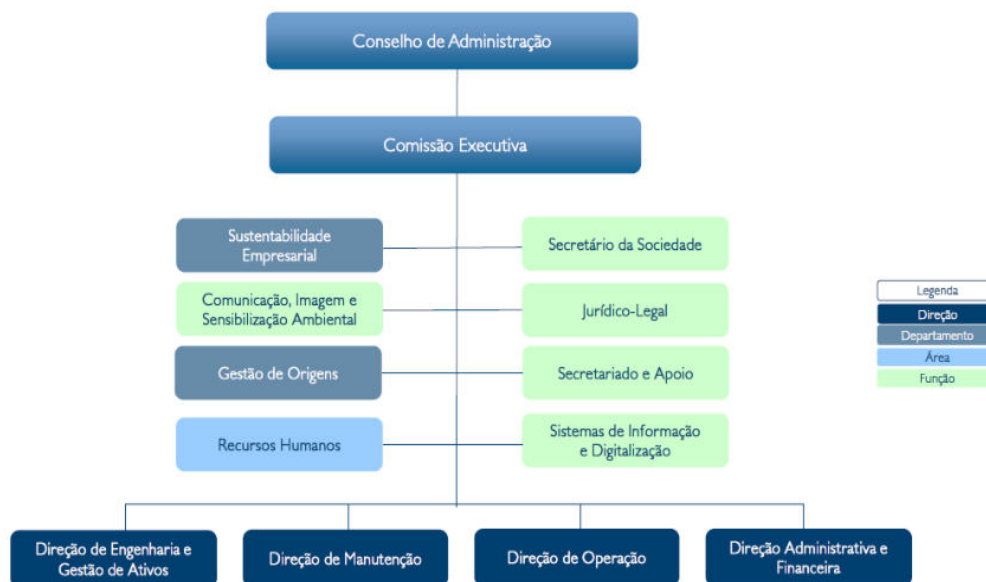 Conselho de Administração
Comissão Executiva
Sustentabilidade
Empresarial
Secretário da Sociedade
Comunicação, Imagem e
Sensibilização Ambiental
Jurídico-Legal
Gestão de Origens
Secretariado e Apoio
Recursos Humanos
Sistemas de Informação
e Digitalização
Legenda
Direção
Departamento
Área
Função
Direção de Engenharia e
Gestão de Ativos
Direção de Manutenção
Direção de Operação
Direção Administrativa e
Financeira